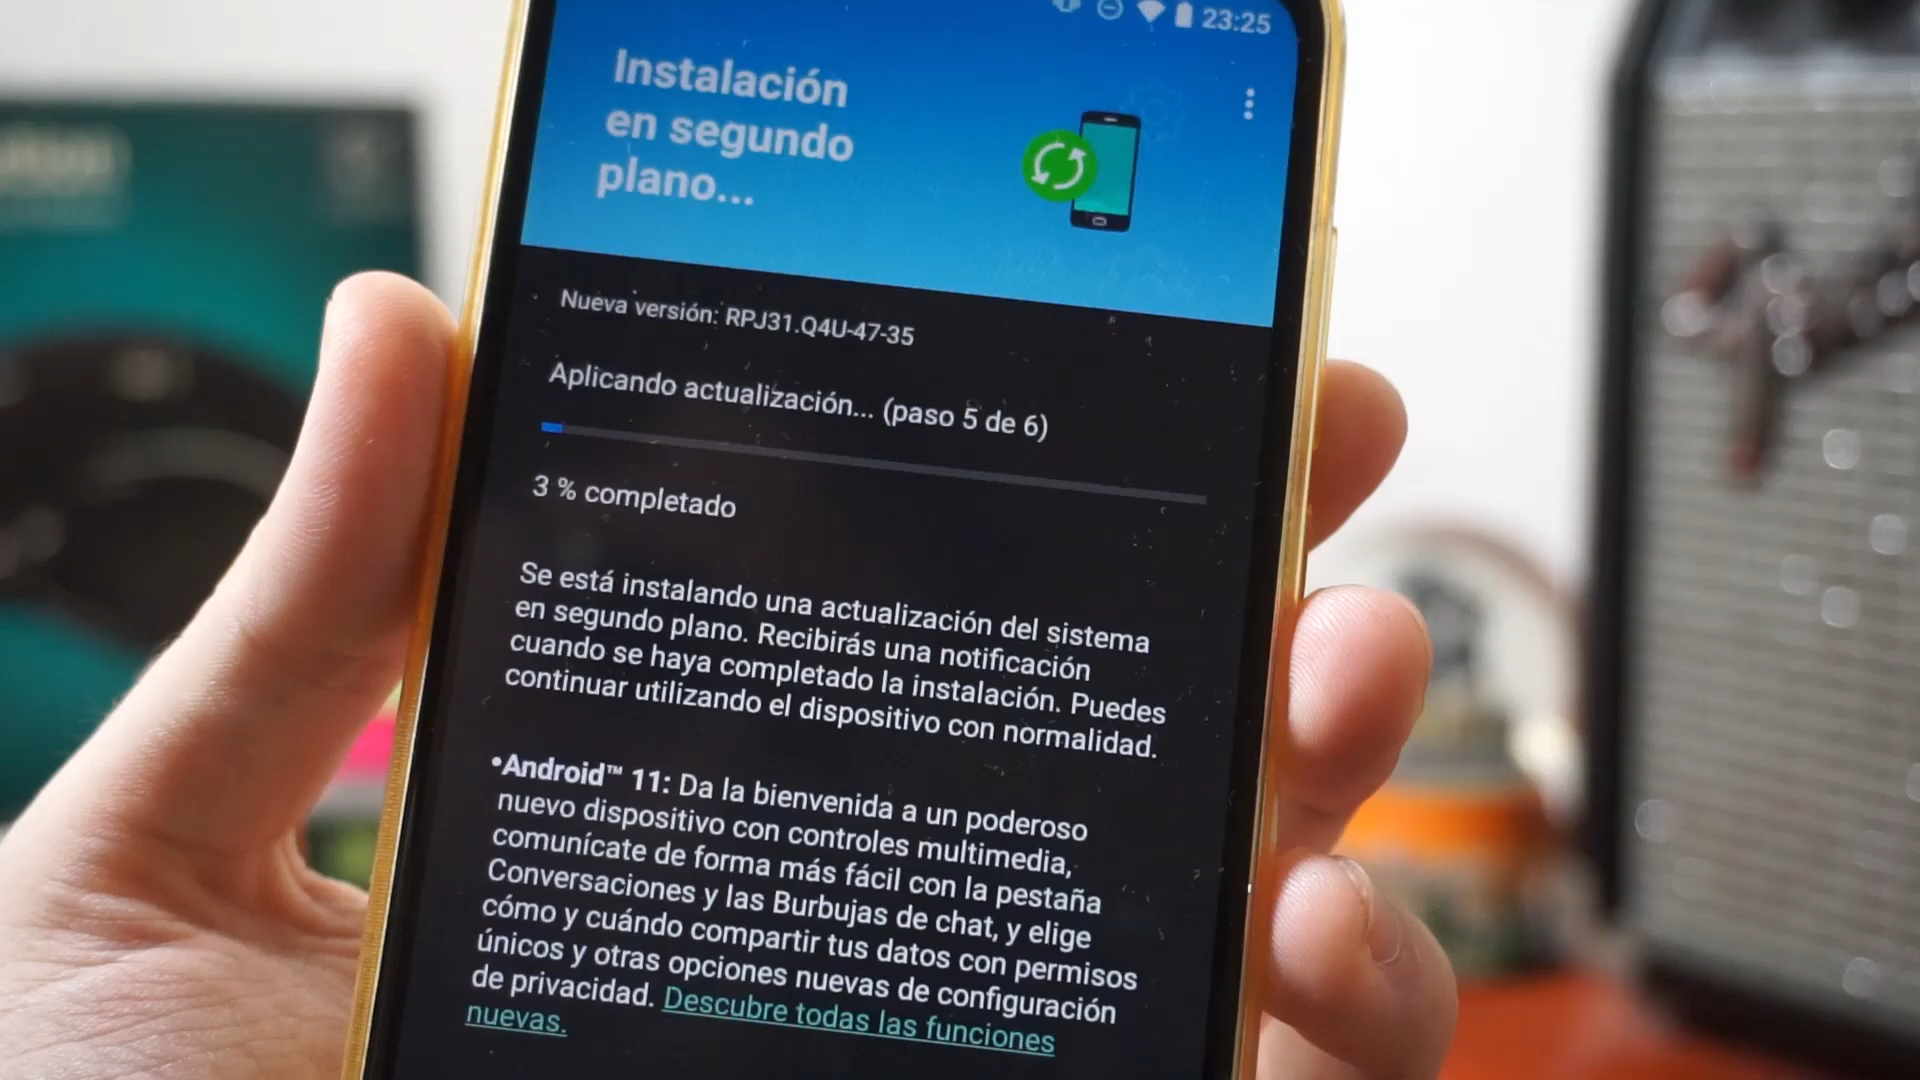 23:25
Instalación
en segundo
plano...
Nueva versión: RPJ31.Q4U-47-35
Aplicando actualización... (paso 5 de 6)
3 % completado
Se está instalando una actualización del sistema
en segundo plano. Recibirás una notificación
cuando se haya completado la instalación. Puedes
continuar utilizando el dispositivo con normalidad.
•Android™ 11: Da la bienvenida a un poderoso
nuevo dispositivo con controles multimedia,
comunícate de forma más fácil con la pestaña
Conversaciones y las Burbujas de chat, y elige
cómo y cuándo compartir tus datos con permisos
únicos y otras opciones nuevas de configuración
de privacidad. Descubre todas las funciones
nuevas.